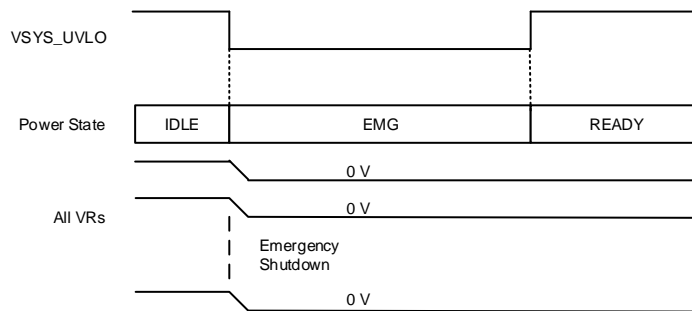 VSYS_UVLO
Power State IDLE EMG READY
0 V
0 V
All VRs
Emergency
Shutdown
0 V